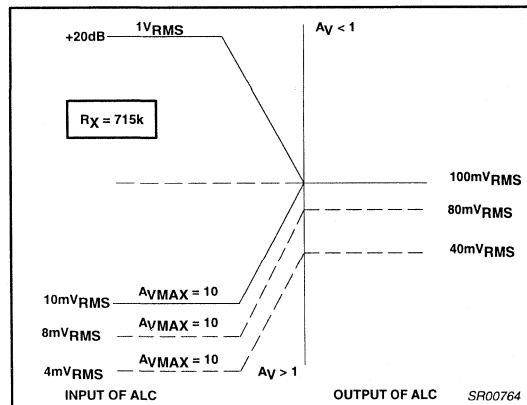 1VRMS
+20dB
AV < 1
RX = 715k
100mVRMS
80mVRMS
40mVRMS
10mVRMS
AVMAX = 10
8mVRMS
AVMAX = 10
4mVRMS
AVMAX = 10
AV > 1
INPUT OF ALC
OUTPUT OF ALC
SR00764